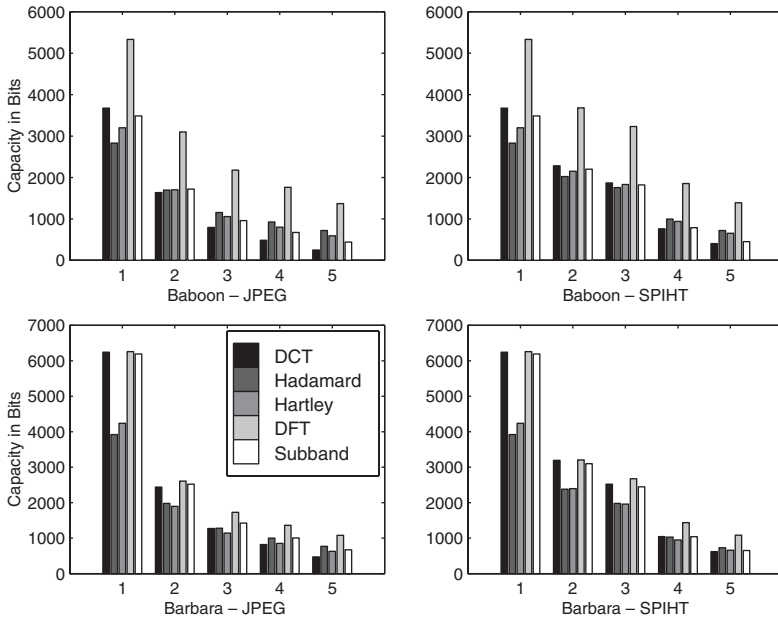 6000
5000
4000
3000
2000
1000
0
Capacity in Bits
1 2 3 4 5
Baboon – JPEG
6000
5000
4000
3000
2000
1000
0
1 2 3 4 5
Baboon – SPIHT
7000
6000
5000
4000
3000
2000
1000
0
Capacity in Bits
DCT
Hadamard
Hartley
DFT
Subband
1 2 3 4 5
Barbara – JPEG
7000
6000
5000
4000
3000
2000
1000
0
1 2 3 4 5
Barbara – SPIHT